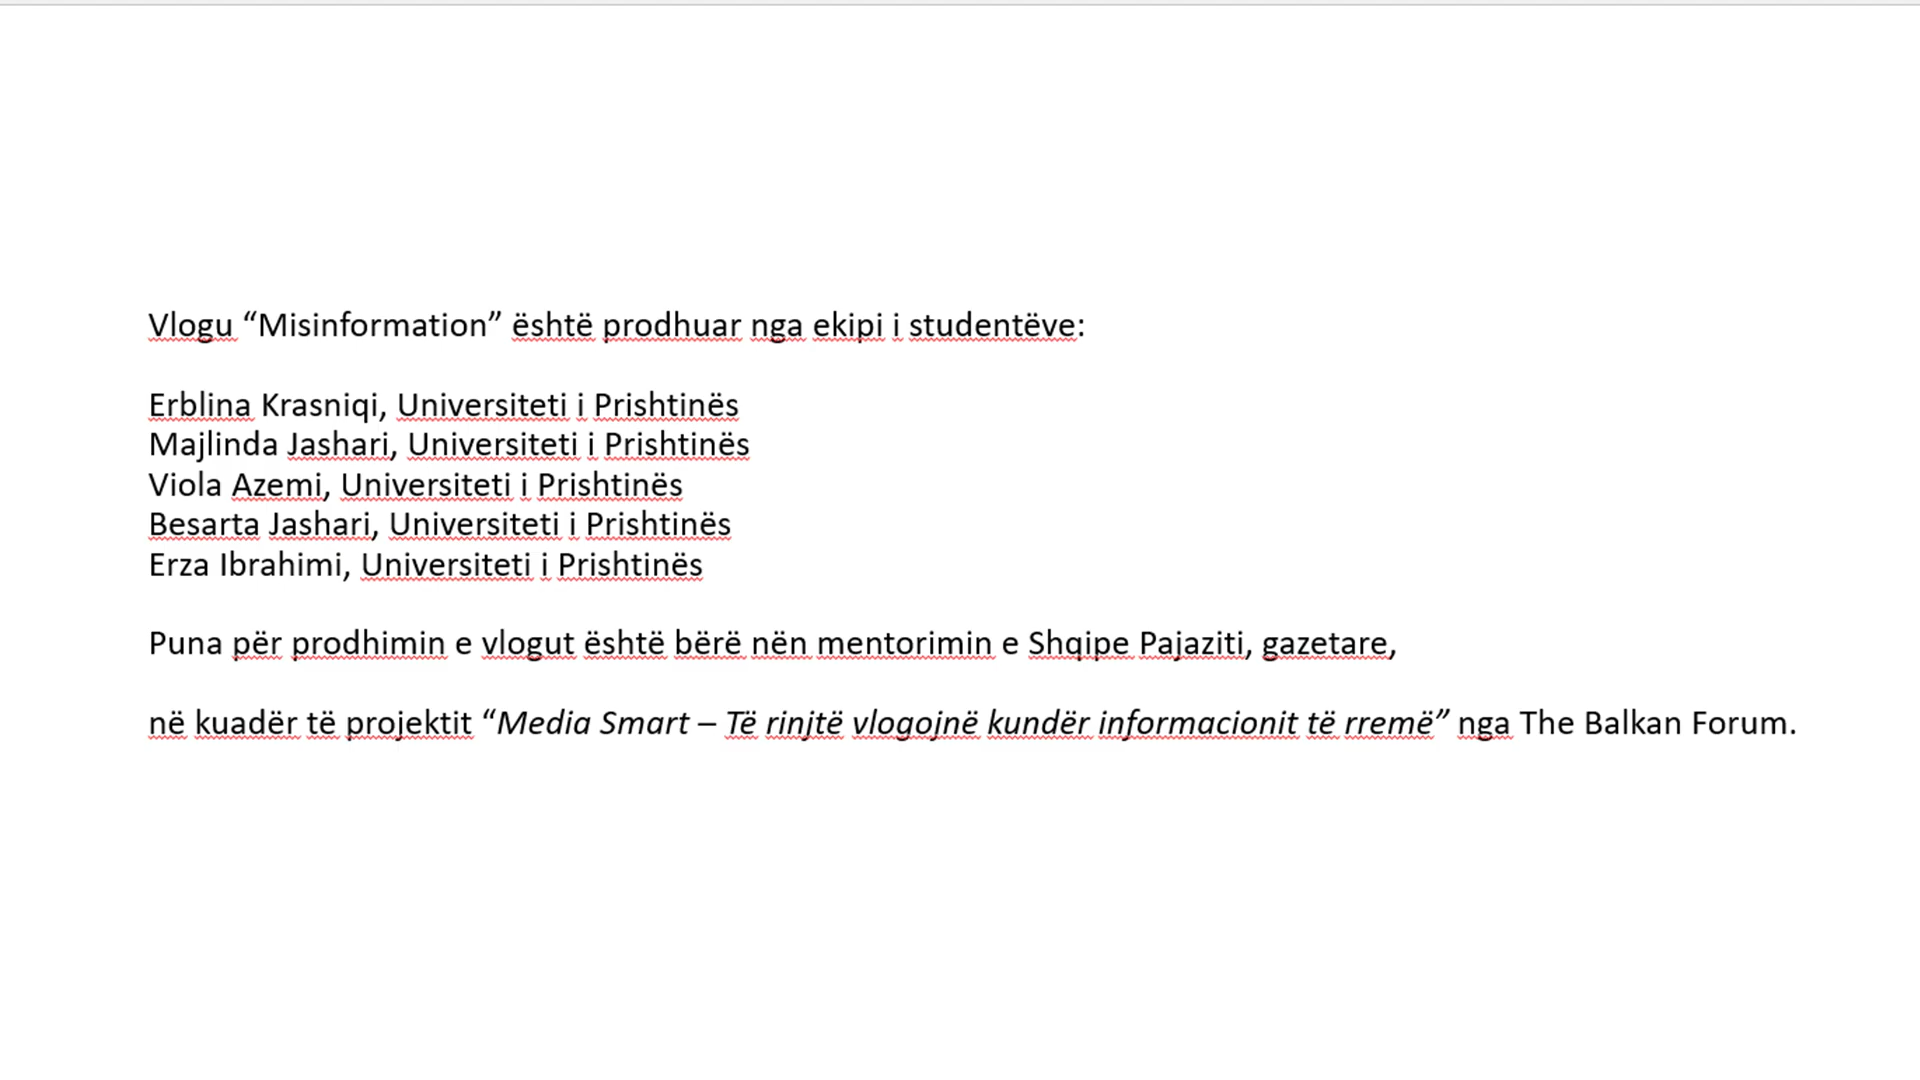 Vlogu “Misinformation” është prodhuar nga ekipi i studentëve:
Erblina Krasniqi, Universiteti i Prishtinës
Majlinda Jashari, Universiteti i Prishtinës
Viola Azemi, Universiteti i Prishtinës
Besarta Jashari, Universiteti i Prishtinës
Erza Ibrahimi, Universiteti i Prishtinës
Puna për prodhimin e vlogut është bërë nën mentorimin e Shqipe Pajaziti, gazetare,
në kuadër të projektit “Media Smart – Të rinjtë vlogojnë kundër informacionit të rremë” nga The Balkan Forum.